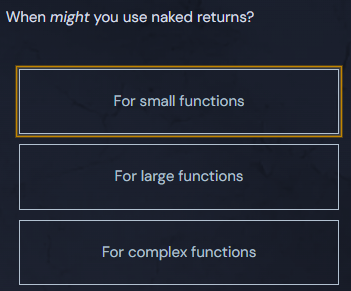 When might you use naked returns?
For small functions
For large functions
For complex functions